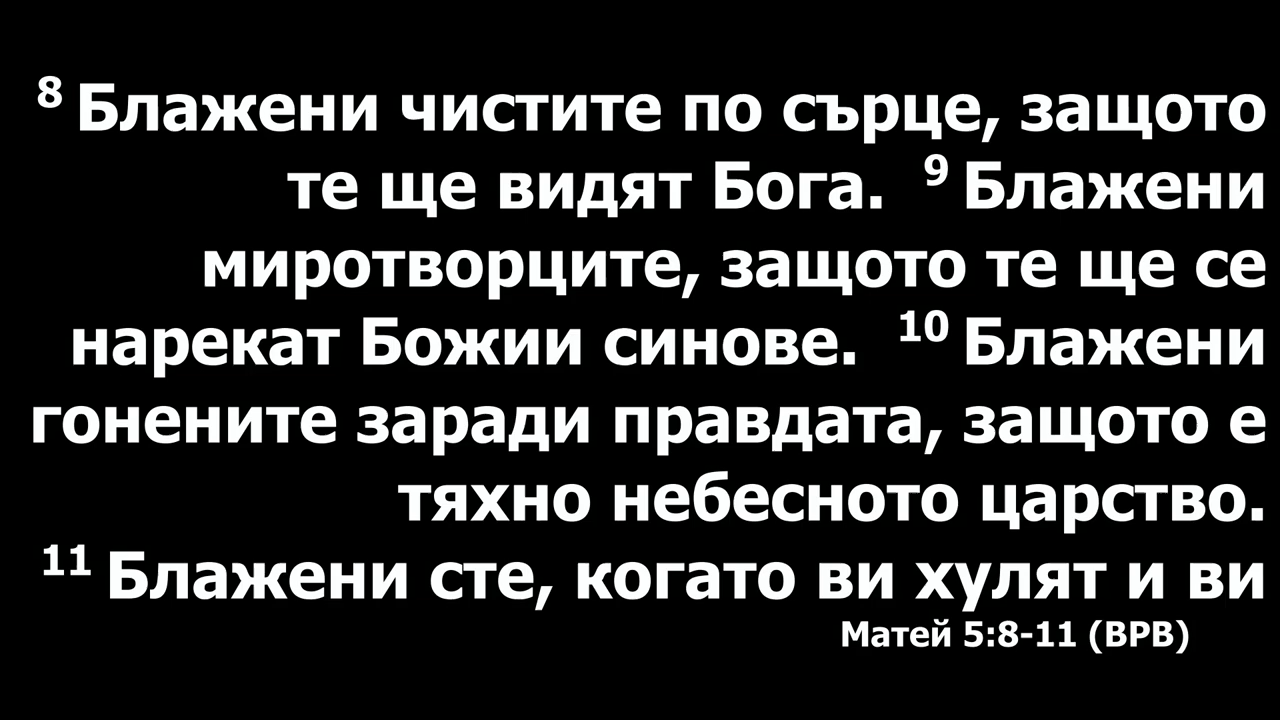 8 Блажени чистите по сърце, защото
те ще видят Бога. 9 Блажени
миротворците, защото те ще се
нарекат Божии синове. 10 Блажени
гонените заради правдата, защото е
тяхно небесното царство.
11 Блажени сте, когато ви хулят и ви
Матей 5:8-11 (ВРВ)